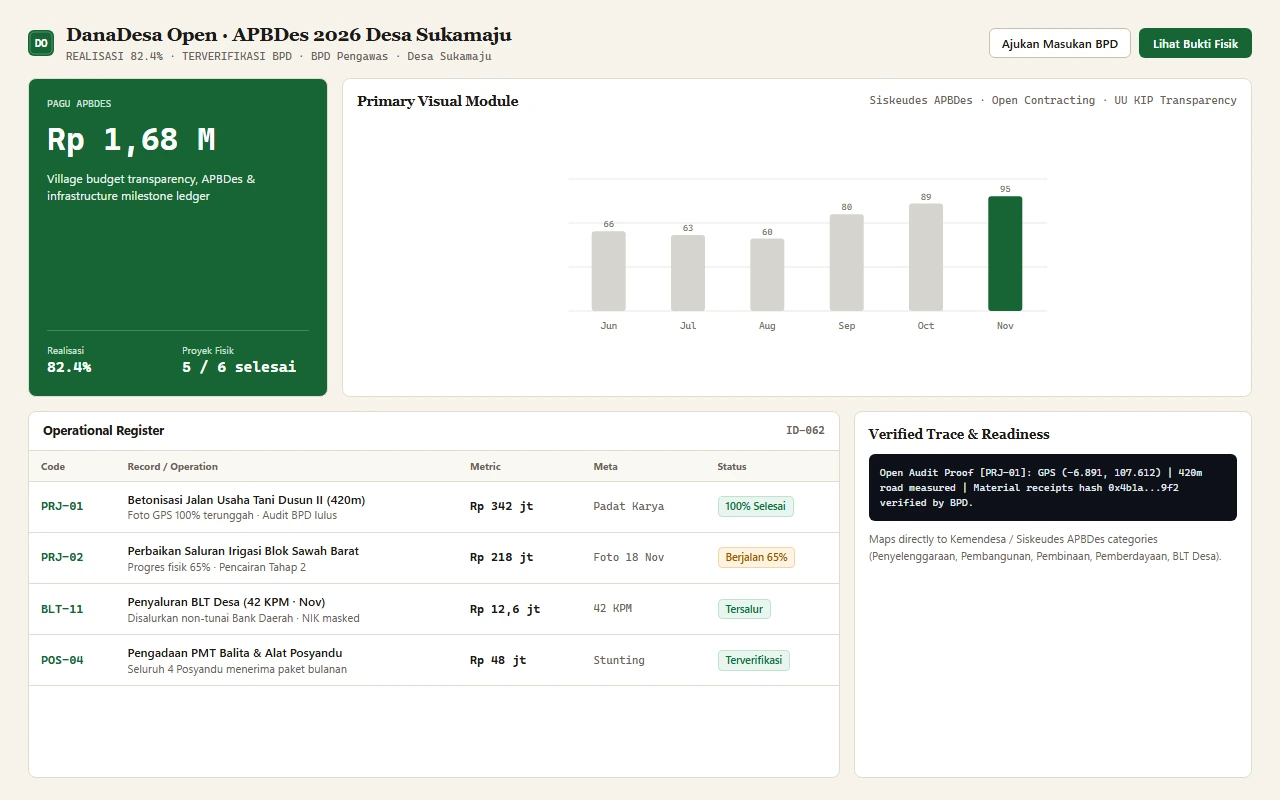 DO
DanaDesa Open · APBDes 2026 Desa Sukamaju
REALISASI 82.4% · TERVERIFIKASI BPD · BPD Pengawas · Desa Sukamaju
Ajukan Masukan BPD
Lihat Bukti Fisik
PAGU APBDES
Rp 1,68 M
Village budget transparency, APBDes &
infrastructure milestone ledger
Realisasi
82.4%
Proyek Fisik
5 / 6 selesai
Primary Visual Module
Siskeudes APBDes · Open Contracting · UU KIP Transparency
66
63
60
80
89
95
Jun
Jul
Aug
Sep
Oct
Nov
Operational Register
ID-062
Code
Record / Operation
Metric
Meta
Status
PRJ-01
Betonisasi Jalan Usaha Tani Dusun II (420m)
Foto GPS 100% terunggah · Audit BPD lulus
Rp 342 jt
Padat Karya
100% Selesai
PRJ-02
Perbaikan Saluran Irigasi Blok Sawah Barat
Progres fisik 65% · Pencairan Tahap 2
Rp 218 jt
Foto 18 Nov
Berjalan 65%
BLT-11
Penyaluran BLT Desa (42 KPM · Nov)
Disalurkan non-tunai Bank Daerah · NIK masked
Rp 12,6 jt
42 KPM
Tersalur
POS-04
Pengadaan PMT Balita & Alat Posyandu
Seluruh 4 Posyandu menerima paket bulanan
Rp 48 jt
Stunting
Terverifikasi
Verified Trace & Readiness
Open Audit Proof [PRJ-01]: GPS (-6.891, 107.612) | 420m
road measured | Material receipts hash 0x4b1a...9f2
verified by BPD.
Maps directly to Kemendesa / Siskeudes APBDes categories
(Penyelenggaraan, Pembangunan, Pembinaan, Pemberdayaan, BLT Desa).